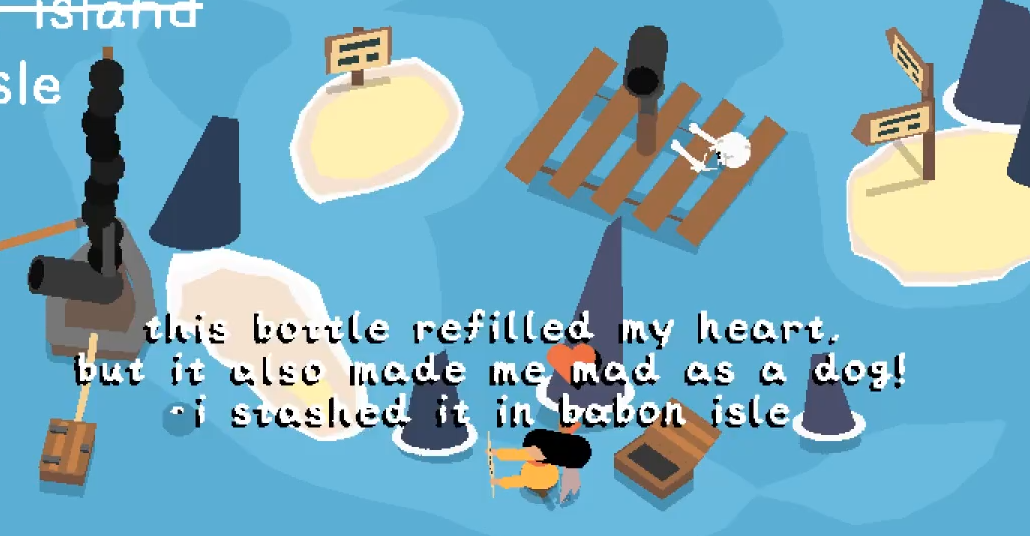 island
sle
this bottle refilled my heart.
but it also made me mad as a dog!
-i stashed it in babon isle